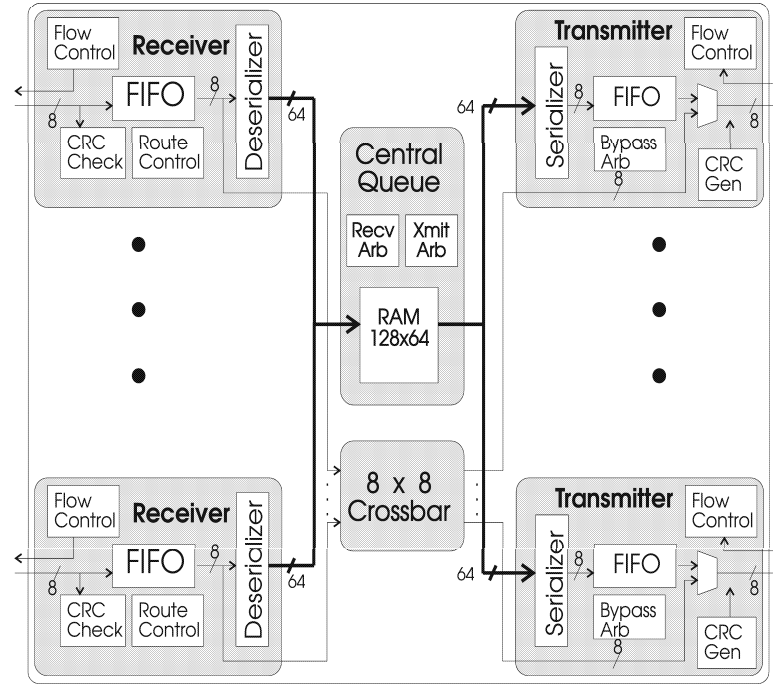 Flow
Control
Receiver
FIFO
8
8
CRC
Check
Route
Control
Deserializer
64
Central
Queue
Recv
Arb
Xmit
Arb
RAM
128x64
8 x 8
Crossbar
Transmitter
Flow
Control
64
Serializer
8
FIFO
Bypass
Arb
8
CRC
Gen
8
Flow
Control
Receiver
FIFO
8
8
CRC
Check
Route
Control
Deserializer
64
Transmitter
Flow
Control
64
Serializer
8
FIFO
Bypass
Arb
8
CRC
Gen
8